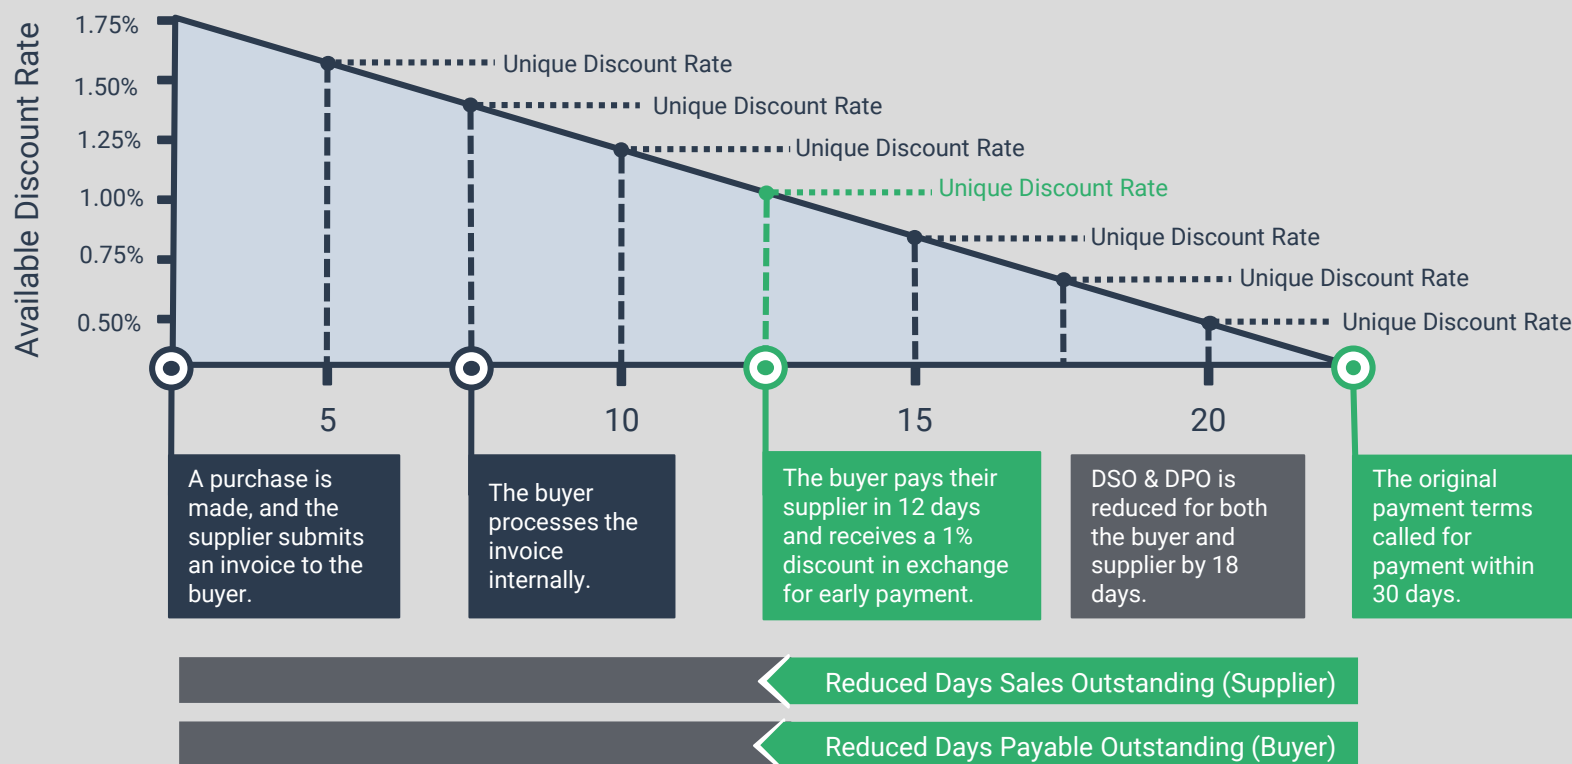 Available Discount Rate
1.75%
1.50%
1.25%
1.00%
0.75%
0.50%
Unique Discount Rate
Unique Discount Rate
Unique Discount Rate
Unique Discount Rate
Unique Discount Rate
Unique Discount Rate
Unique Discount Rate
5
10
15
20
A purchase is
made, and the
supplier submits
an invoice to the
buyer.
The buyer
processes the
invoice
internally.
The buyer pays their
supplier in 12 days
and receives a 1%
discount in exchange
for early payment.
DSO & DPO is
reduced for both
the buyer and
supplier by 18
days.
The original
payment terms
called for
payment within
30 days.
Reduced Days Sales Outstanding (Supplier)
Reduced Days Payable Outstanding (Buyer)